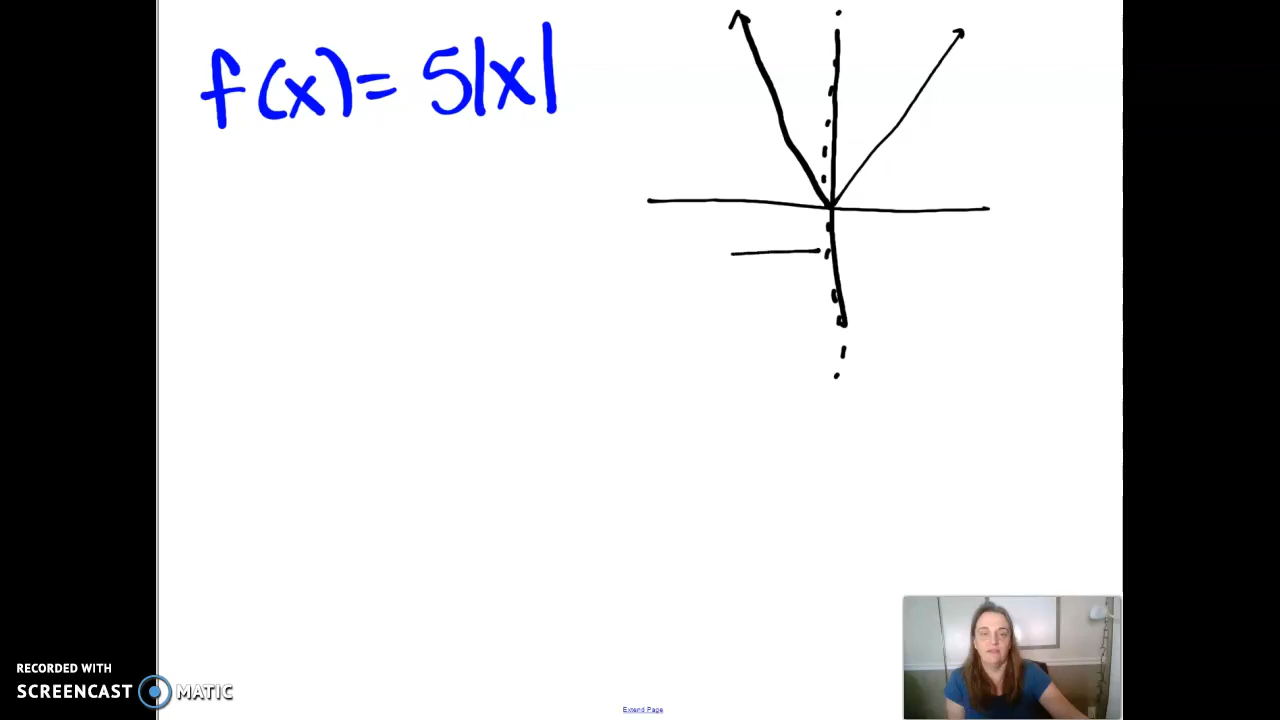 f(x)= 5|x|
RECORDED WITH
SCREENCAST MATIC
Extend Page